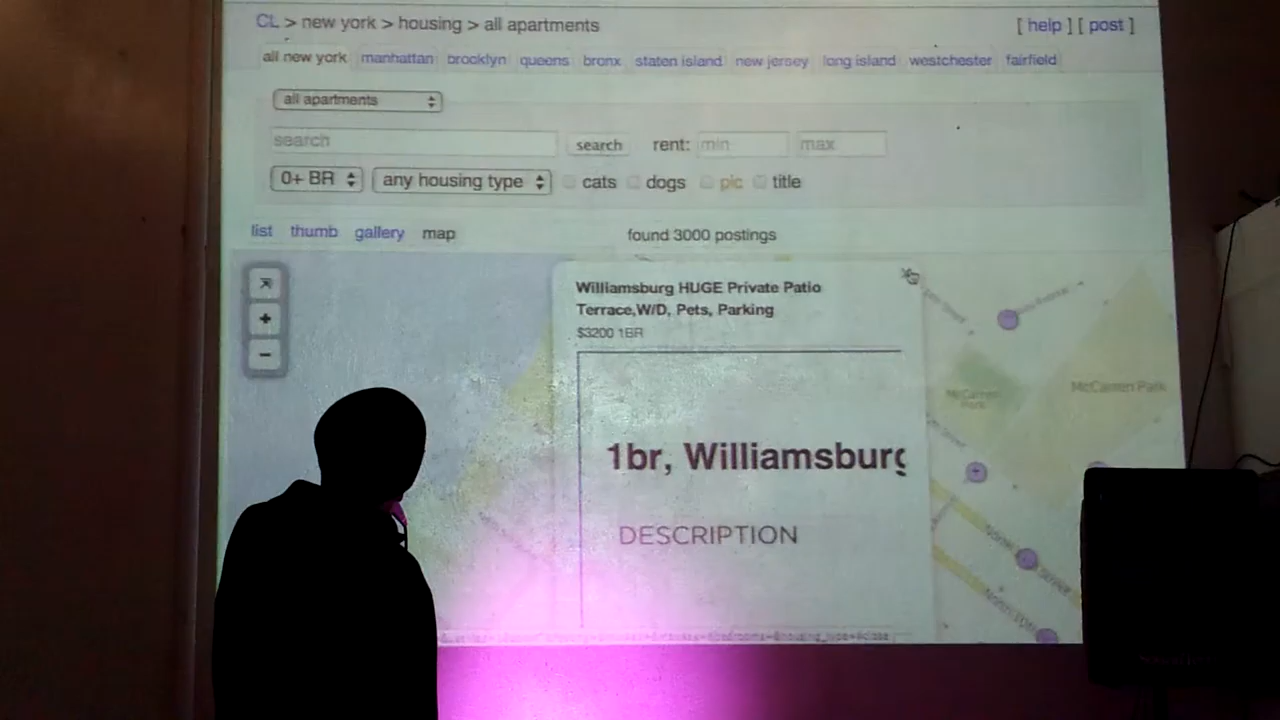 CL > new york > housing > all apartments
[ help ] [ post ]
all new york manhattan brooklyn queens bronx staten island new jersey long island westchester fairfield
all apartments
search search rent: min max
0+ BR any housing type cats dogs pic title
list thumb gallery map found 3000 postings
Williamsburg HUGE Private Patio
Terrace,W/D, Pets, Parking
$3200 1BR
McCarren Park
McCarren
Park
1br, Williamsburg
DESCRIPTION